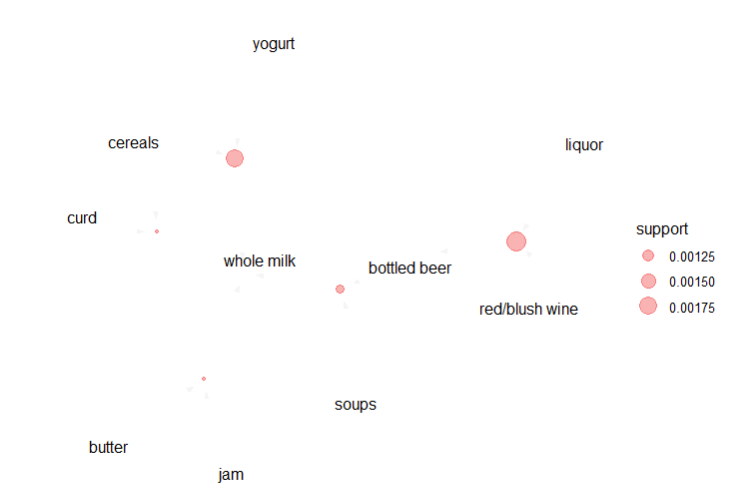 yogurt
cereals
liquor
curd
support
0.00125
whole milk
bottled beer
0.00150
red/blush wine
0.00175
soups
butter
jam